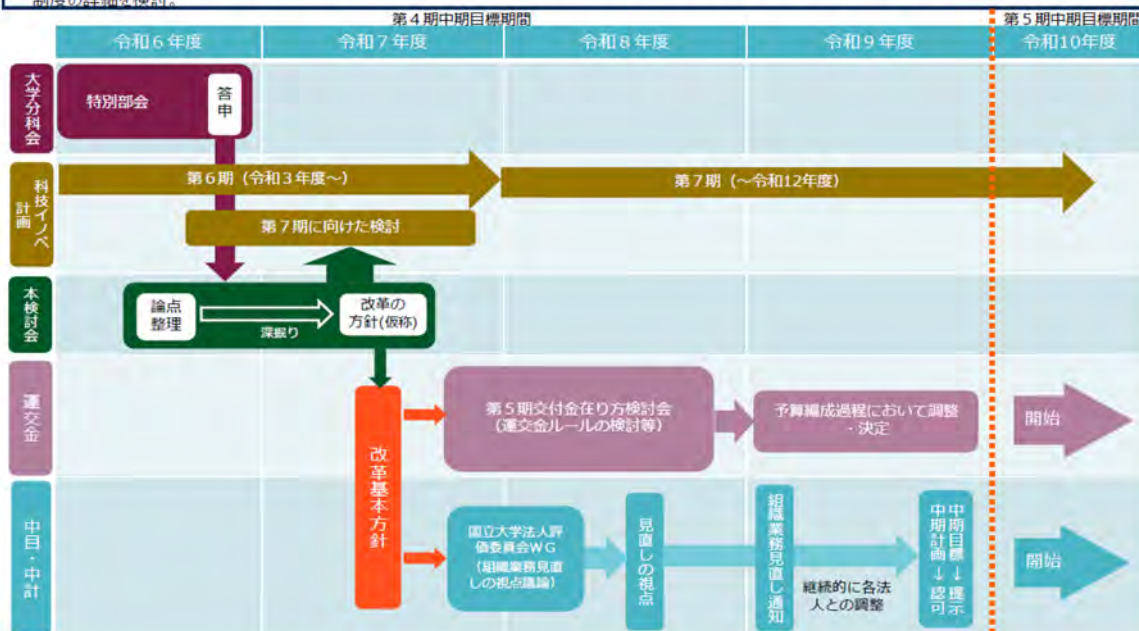 制度の詳細を検討。
第4期中期目標期間
第5期中期目標期間
令和6年度
令和7年度
令和8年度
令和9年度
令和10年度
大学分科会
特別部会
答申
科技イノベ
計画
第6期（令和3年度～）
第7期（～令和12年度）
第7期に向けた検討
本検討会
論点
整理
深掘り
改革の
方針(仮称)
運交金
改革基本方針
第5期交付金在り方検討会
(運交金ルールの検討等)
予算編成過程において調整
・決定
開始
中目・中計
国立大学法人評
価委員会WG
（組織業務見直
しの視点議論）
見直しの視点
組織業務見直し通知
継続的に各法
人との調整
中期目標→提示
中期計画→認可
開始